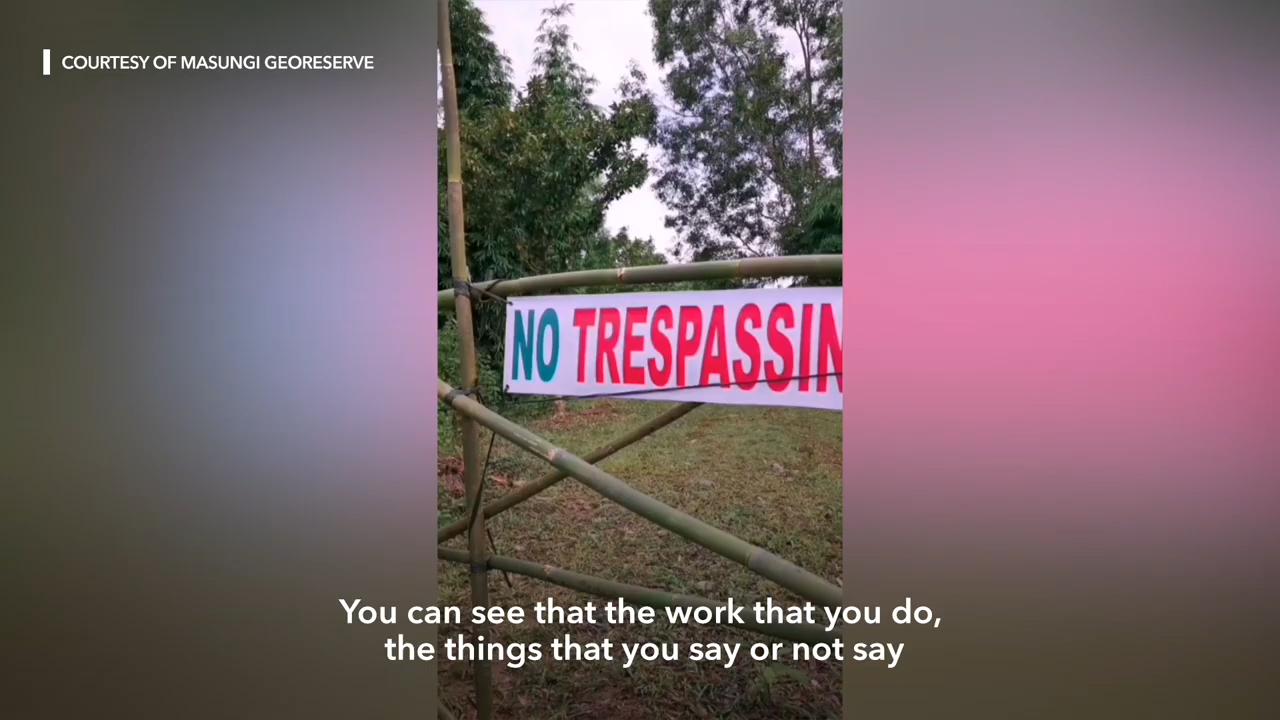 COURTESY OF MASUNGI GEORESERVE
NO TRESPASSIN
You can see that the work that you do,
the things that you say or not say